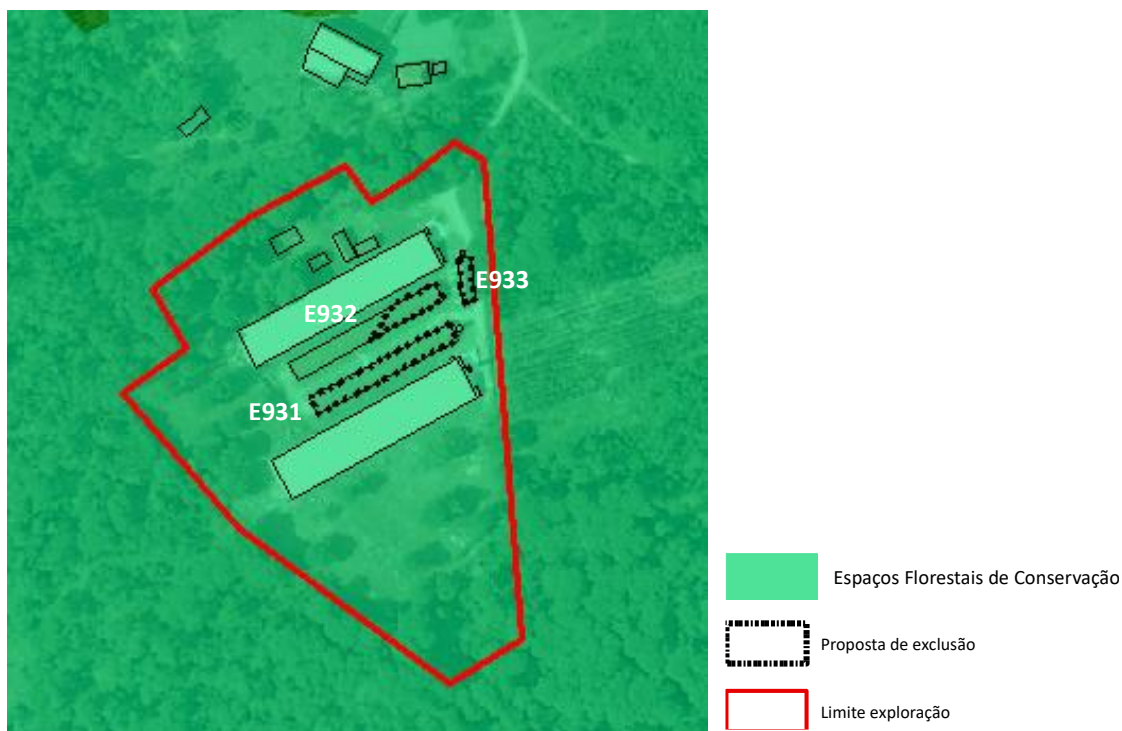 E933
E932
E931
Espaços Florestais de Conservação
Proposta de exclusão
Limite exploração